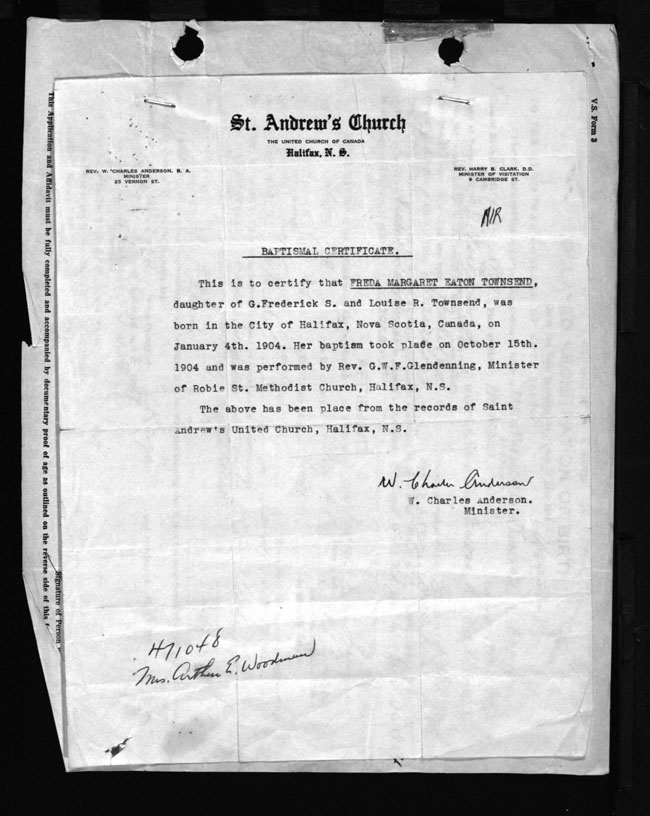 St. Andrew's Church
THE UNITED CHURCH OF CANADA
Halifax, N. S.
REV. W. CHARLES ANDERSON, B. A.
MINISTER
25 VERNON ST.
REV. HARRY B. CLARK, D.D.
MINISTER OF VISITATION
9 CAMBRIDGE ST.
V.S. Form 2
BAPTISMAL CERTIFICATE.
This is to certify that FREDA MARGARET EATON TOWNSEND,
daughter of G.Frederick S. and Louise R. Townsend, was
born in the City of Halifax, Nova Scotia, Canada, on
January 4th. 1904. Her baptism took place on October 15th.
1904 and was performed by Rev. G.W.F.Glendenning, Minister
of Robie St. Methodist Church, Halifax, N.S.
The above has been place from the records of Saint
Andrew's United Church, Halifax, N.S.
W. Charles Anderson
W. Charles Anderson.
Minister.
471048
Mrs. Arthur E. Woodman
This Application and Affidavit must be fully completed and accompanied by documentary proof of age as outlined on the reverse side of this
Signature of Person